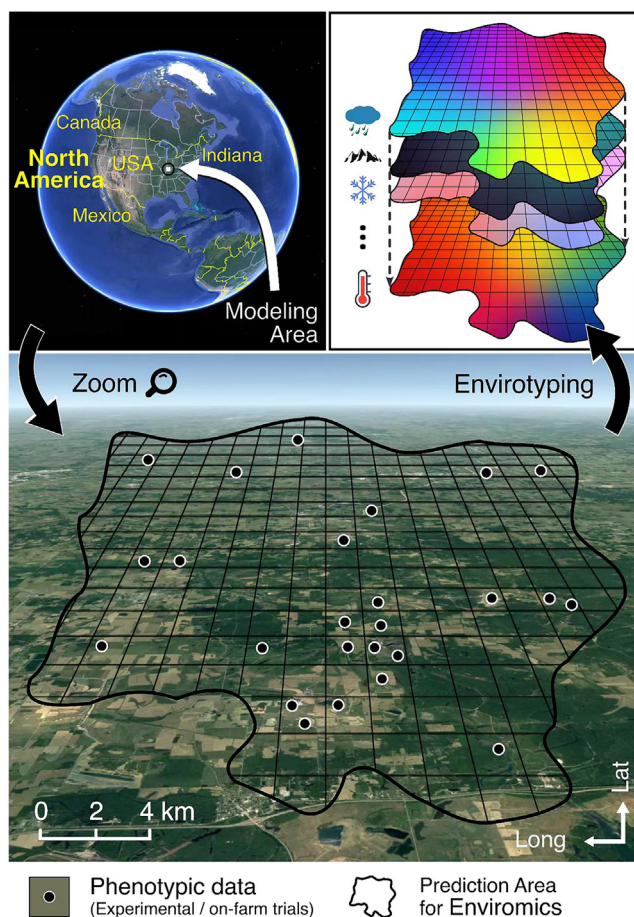 Canada
North
America
USA
Indiana
Mexico
Modeling
Area
Zoom
Envirotyping
0 2 4 km
Lat
Long
Phenotypic data
(Experimental / on-farm trials)
Prediction Area
for Enviromics